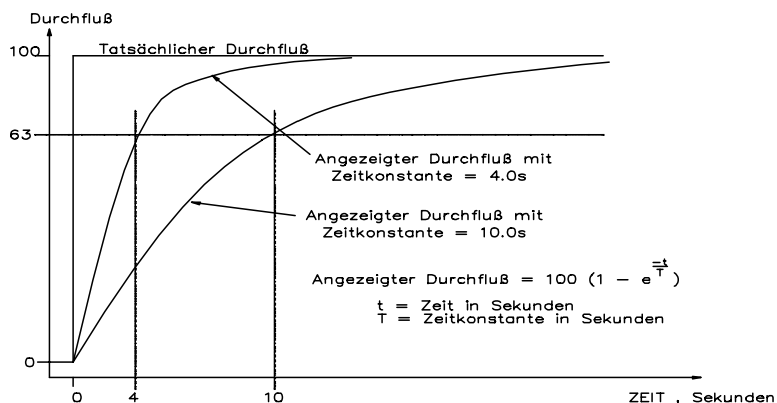 Durchfluß
100
Tatsächlicher Durchfluß
63
Angezeigter Durchfluß mit
Zeitkonstante = 4.0s
Angezeigter Durchfluß mit
Zeitkonstante = 10.0s
Angezeigter Durchfluß = 100 (1 − e^(−t/T))
t = Zeit in Sekunden
T = Zeitkonstante in Sekunden
0
0 4 10 ZEIT , Sekunden